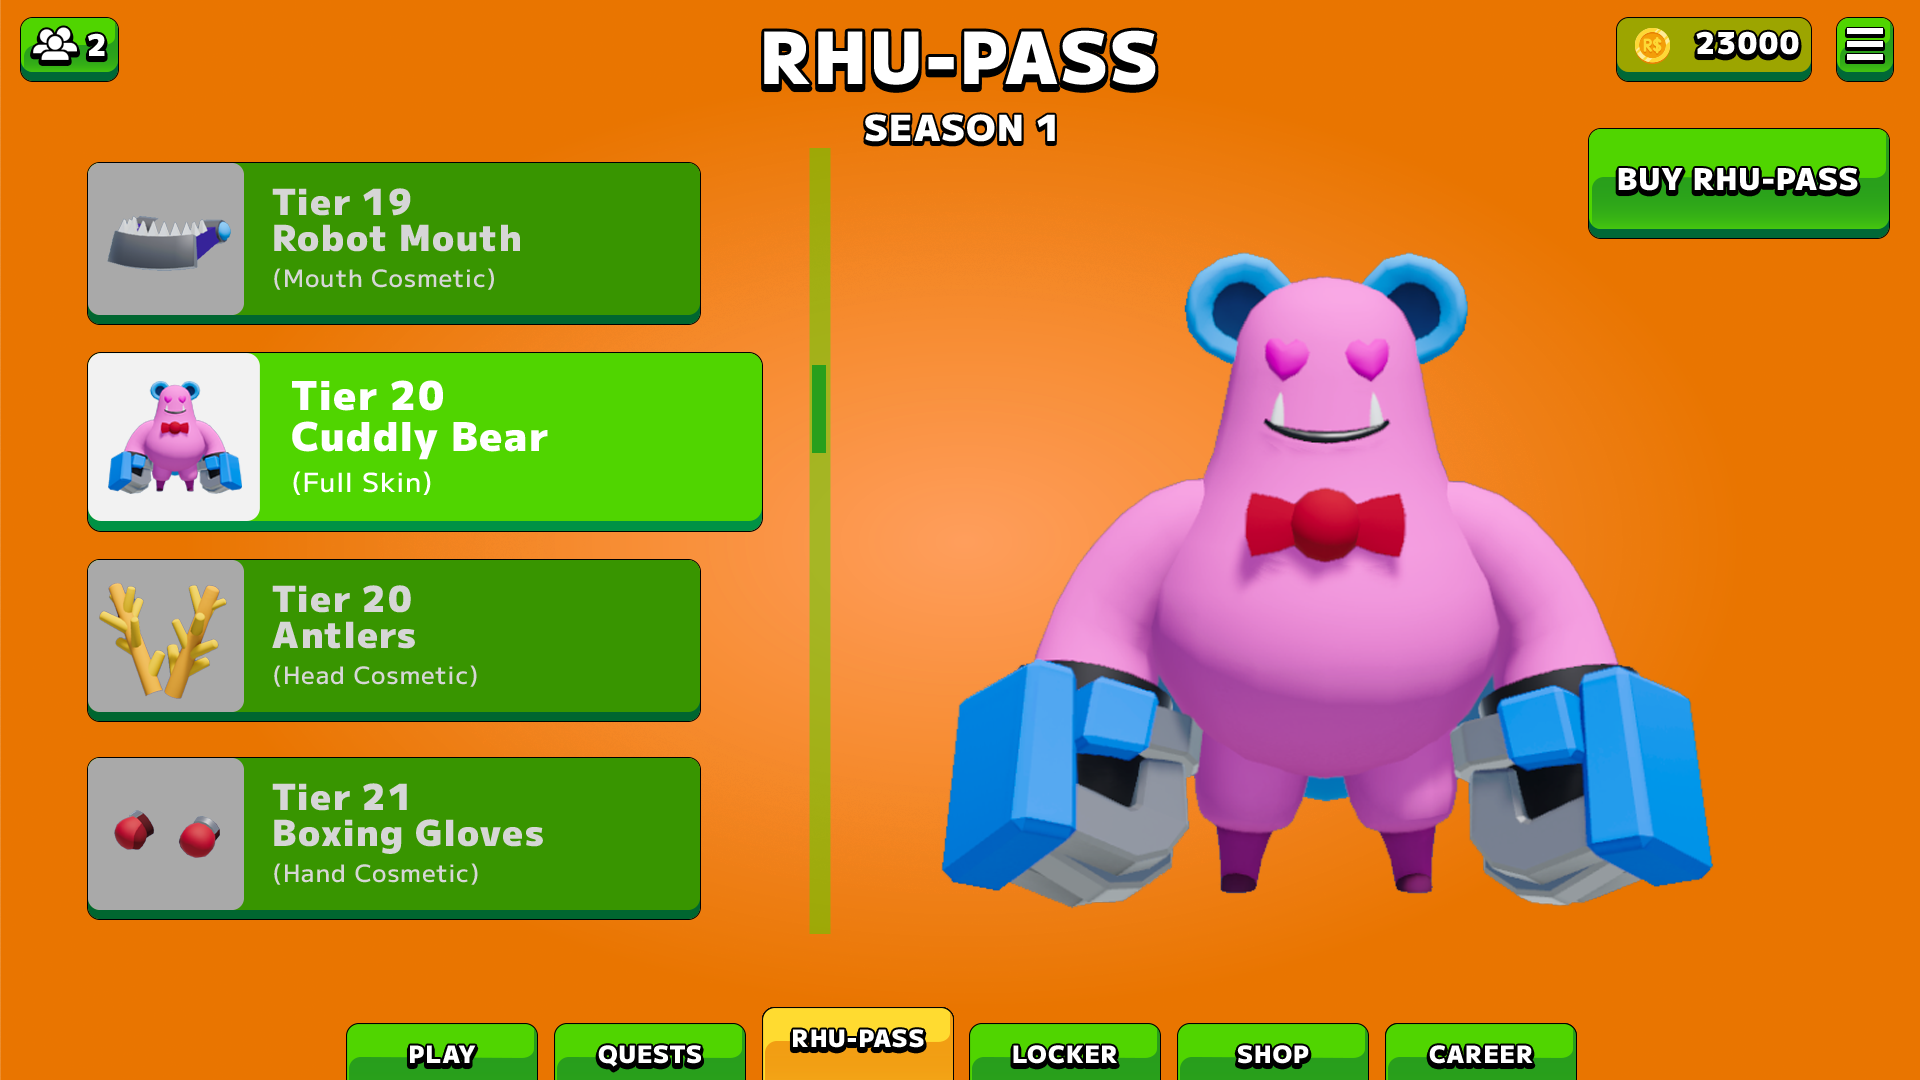 2
RHU-PASS
SEASON 1
R$ 23000
BUY RHU-PASS
Tier 19
Robot Mouth
(Mouth Cosmetic)
Tier 20
Cuddly Bear
(Full Skin)
Tier 20
Antlers
(Head Cosmetic)
Tier 21
Boxing Gloves
(Hand Cosmetic)
PLAY
QUESTS
RHU-PASS
LOCKER
SHOP
CAREER